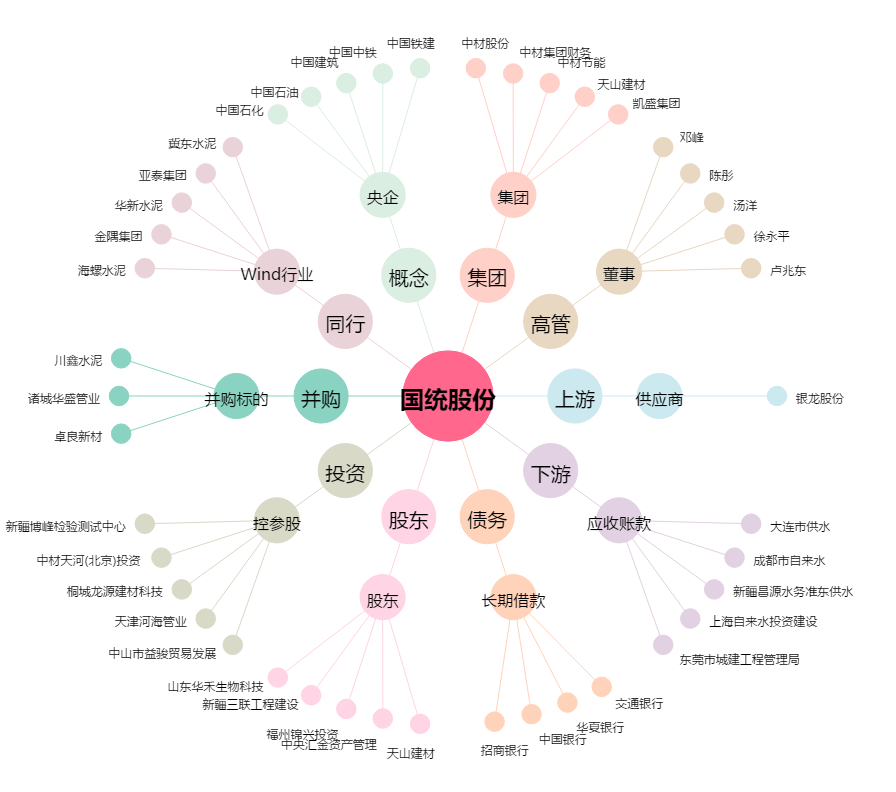 中国铁建
中材股份
中国中铁
中材集团财务
中国建筑
中材节能
中国石油
天山建材
中国石化
凯盛集团
冀东水泥
邓峰
亚泰集团
陈彤
央企
集团
华新水泥
汤洋
金隅集团
徐永平
海螺水泥
Wind行业
概念
集团
董事
卢兆东
同行
高管
川鑫水泥
诸城华盛管业
并购标的
并购
国统股份
上游
供应商
银龙股份
卓良新材
投资
下游
新疆博峰检验测试中心
控参股
股东
债务
应收账款
大连市供水
中材天河(北京)投资
成都市自来水
桐城龙源建材科技
新疆昌源水务准东供水
股东
长期借款
天津河海管业
上海自来水投资建设
中山市益骏贸易发展
东莞市城建工程管理局
山东华禾生物科技
新疆三联工程建设
交通银行
福州锦兴投资
华夏银行
中央汇金资产管理
中国银行
天山建材
招商银行